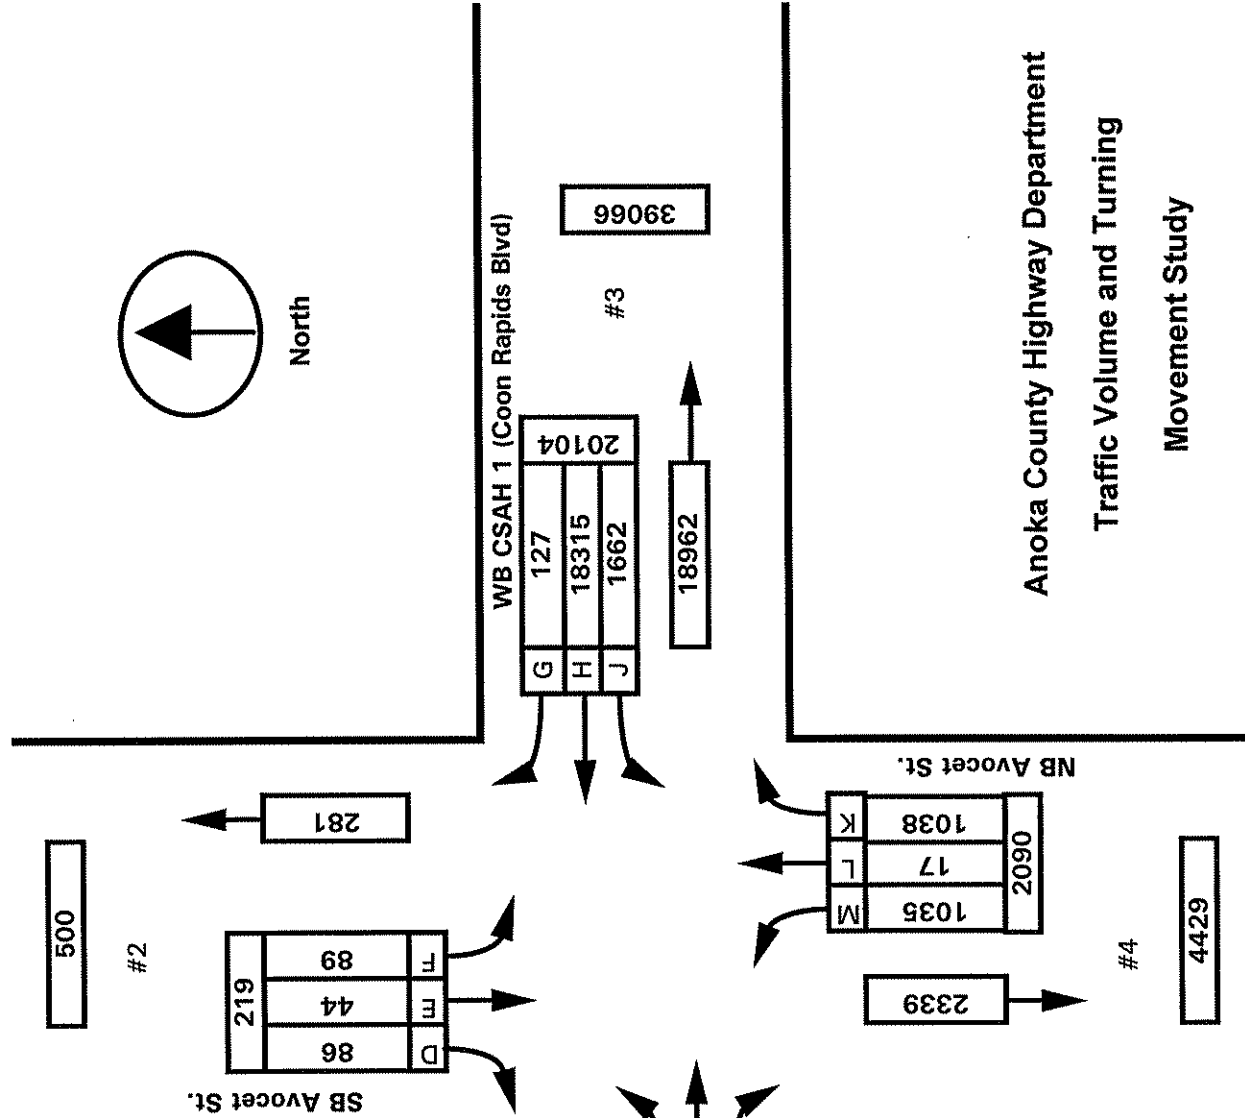 500
#2
281
219
86
44
89
D
E
F
SB Avocet St.
North
WB CSAH 1 (Coon Rapids Blvd)
G
127
H
18315
J
1662
20104
18962
#3
39066
NB Avocet St.
M
L
K
1035
17
1038
2090
2339
#4
4429
Anoka County Highway Department
Traffic Volume and Turning
Movement Study